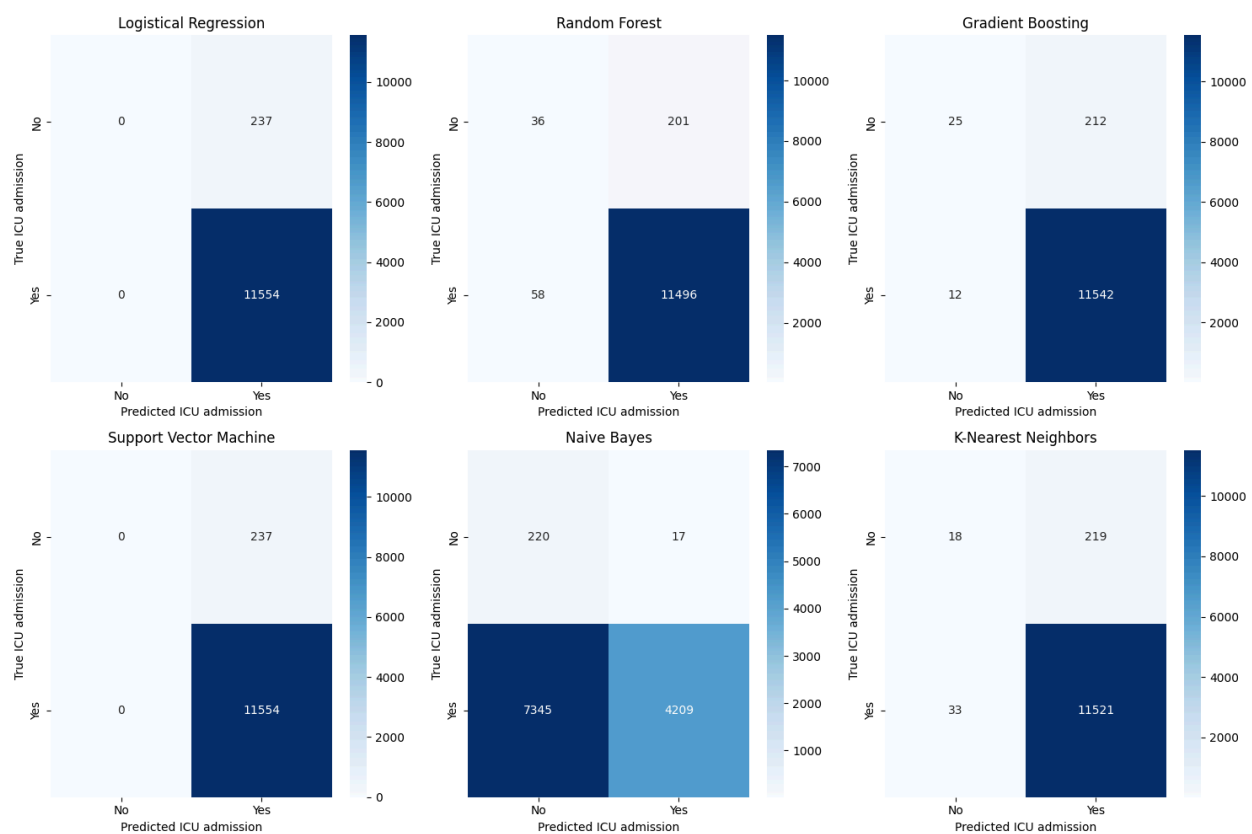 Logistical Regression
No
0
237
Yes
0
11554
True ICU admission
No
Yes
Predicted ICU admission
10000
8000
6000
4000
2000
0
Random Forest
No
36
201
Yes
58
11496
True ICU admission
No
Yes
Predicted ICU admission
10000
8000
6000
4000
2000
Gradient Boosting
No
25
212
Yes
12
11542
True ICU admission
No
Yes
Predicted ICU admission
10000
8000
6000
4000
2000
Support Vector Machine
No
0
237
Yes
0
11554
True ICU admission
No
Yes
Predicted ICU admission
10000
8000
6000
4000
2000
0
Naive Bayes
No
220
17
Yes
7345
4209
True ICU admission
No
Yes
Predicted ICU admission
7000
6000
5000
4000
3000
2000
1000
K-Nearest Neighbors
No
18
219
Yes
33
11521
True ICU admission
No
Yes
Predicted ICU admission
10000
8000
6000
4000
2000